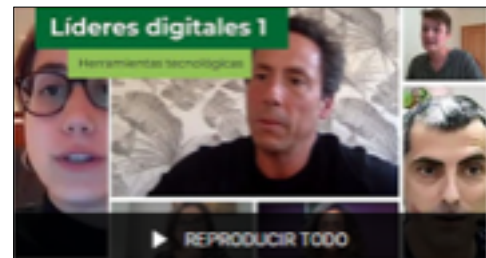 Líderes digitales 1
Herramientas tecnológicas
REPRODUCIR TODO